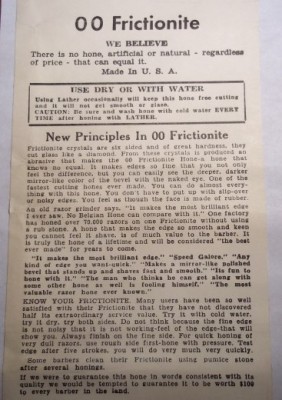 OO Frictionite
WE BELIEVE
There is no hone, artificial or natural - regardless
of price - that can equal it.
Made In U. S. A.
USE DRY OR WITH WATER
Using Lather occasionally will keep this hone free cutting
and it will not get smooth or glaze.
CAUTION: Be sure and wash hone with cold water EVERY
TIME after honing with LATHER.
New Principles In OO Frictionite
Frictionite crystals are six sided and of great hardness, they
cut glass like a diamond. From these crystals is produced an
abrasive that makes the OO Frictionite Hone-a hone that
knows no equal. It makes edges so fine that you not only
feel the difference, but you can easily see the deeper, darker
mirror-like color of the bevel with the naked eye. One of the
fastest cutting hones ever made. You can do almost every-
thing with this hone. You don't have to put up with slip-over
or noisy edges. You feel as though the face is made of rubber.
An old razor grinder says, "It makes the most brilliant edge
I ever saw. No Belgian Hone can compare with it." One factory
has honed over 70,000 razors on one Frictionite without using
a rub stone. A hone that makes the edge so smooth and keen
you cannot feel it shave, is of much value to the barber. It
is truly the hone of a lifetime and will be considered "the best
ever made" for years to come.
"It makes the most brilliant edge." "Speed Galore." "Any
kind of edge you want-quick." "Makes a mirror-like polished
bevel that stands up and shaves fast and smooth." "Its fun to
hone with it." "The man who thinks he can get along with
some other hone as well is fooling himself." "The most
valuable razor hone ever known."
KNOW YOUR FRICTIONITE. Many users have been so well
satisfied with their Frictionite that they have not discovered
half its extraordinary service value. Try it with cold water,
try it dry, try both sides. Do not think because the fine edge
is not noisy that it is not working-feel of the edge-that will
show you. Always finish on the fine side. For quick honing of
very dull razors, use rough side first-honing with pressure. Test
edge after five strokes, you will do very much very quickly.
Some barbers clean their Frictionite using pumice stone
after several honings.
If we were to guarantee this hone in words consistent with its
quality we would be tempted to guarantee it to be worth $100
to every barber in the land.